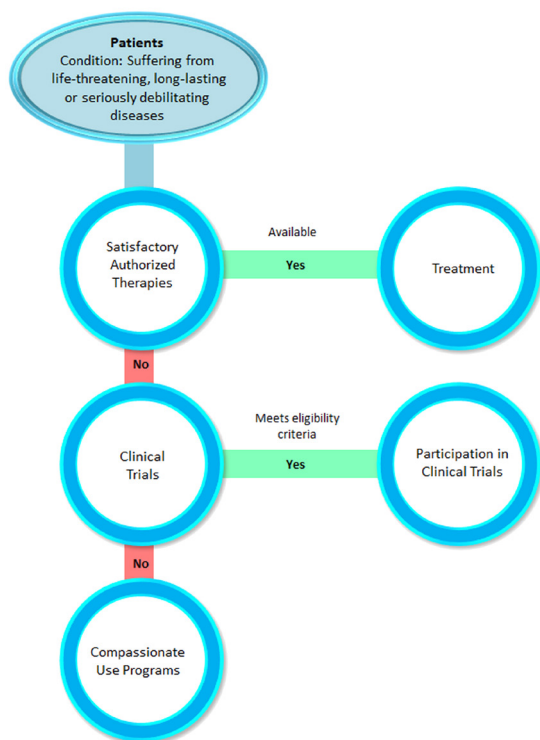 Patients
Condition: Suffering from
life-threatening, long-lasting
or seriously debilitating
diseases
Satisfactory
Authorized
Therapies
Available
Yes
Treatment
No
Clinical
Trials
Meets eligibility
criteria
Yes
Participation in
Clinical Trials
No
Compassionate
Use Programs